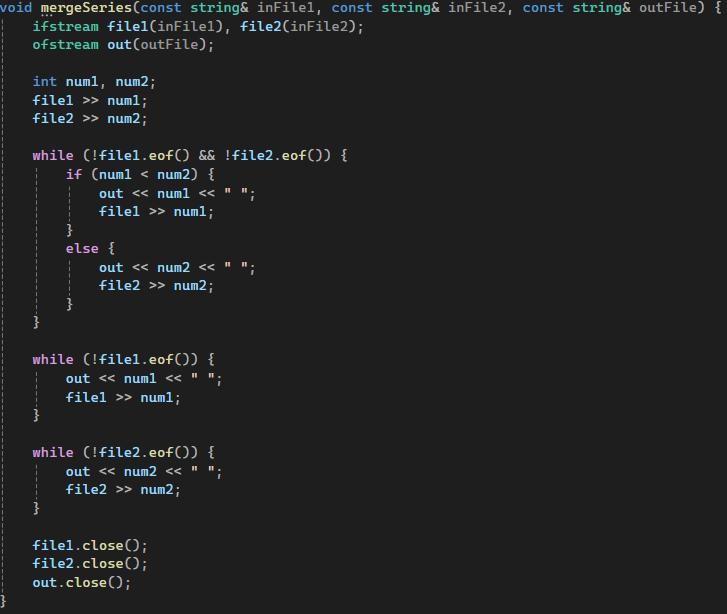 void mergeSeries(const string& inFile1, const string& inFile2, const string& outFile) {
    ifstream file1(inFile1), file2(inFile2);
    ofstream out(outFile);

    int num1, num2;
    file1 >> num1;
    file2 >> num2;

    while (!file1.eof() && !file2.eof()) {
        if (num1 < num2) {
            out << num1 << " ";
            file1 >> num1;
        }
        else {
            out << num2 << " ";
            file2 >> num2;
        }
    }

    while (!file1.eof()) {
        out << num1 << " ";
        file1 >> num1;
    }

    while (!file2.eof()) {
        out << num2 << " ";
        file2 >> num2;
    }

    file1.close();
    file2.close();
    out.close();
}